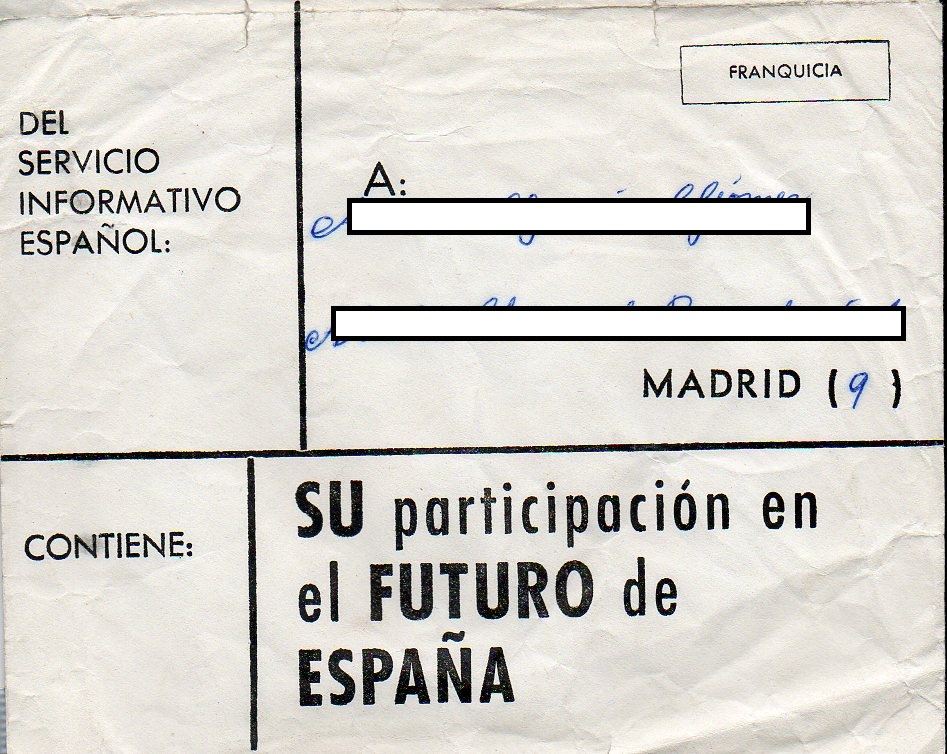 FRANQUICIA
DEL
SERVICIO
INFORMATIVO
ESPAÑOL:
A:
MADRID (9)
CONTIENE:
SU participación en
el FUTURO de
ESPAÑA